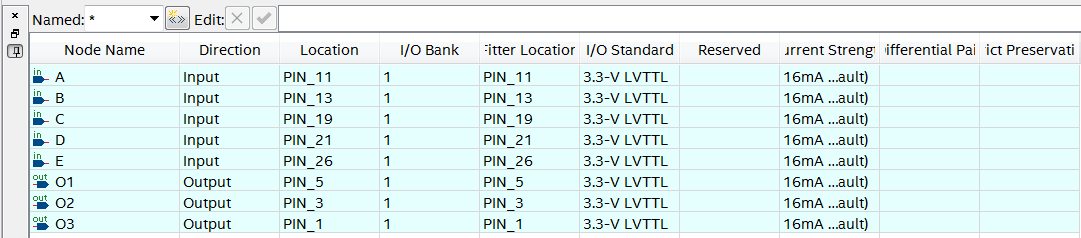 Named: * «» Edit:
Node Name Direction Location I/O Bank Fitter Location I/O Standard Reserved urrent Strengt ifferential Pai ict Preservati
in A Input PIN_11 1 PIN_11 3.3-V LVTTL 16mA ...ault)
in B Input PIN_13 1 PIN_13 3.3-V LVTTL 16mA ...ault)
in C Input PIN_19 1 PIN_19 3.3-V LVTTL 16mA ...ault)
in D Input PIN_21 1 PIN_21 3.3-V LVTTL 16mA ...ault)
in E Input PIN_26 1 PIN_26 3.3-V LVTTL 16mA ...ault)
out O1 Output PIN_5 1 PIN_5 3.3-V LVTTL 16mA ...ault)
out O2 Output PIN_3 1 PIN_3 3.3-V LVTTL 16mA ...ault)
out O3 Output PIN_1 1 PIN_1 3.3-V LVTTL 16mA ...ault)